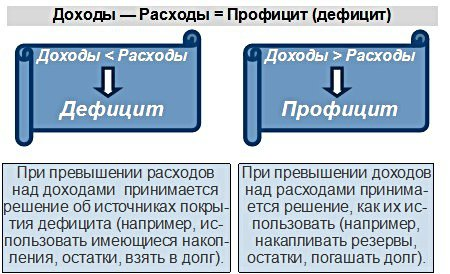 Доходы — Расходы = Профицит (дефицит)
Доходы < Расходы
Дефицит
Доходы > Расходы
Профицит
При превышении расходов
над доходами принимается
решение об источниках покры-
тия дефицита (например, ис-
пользовать имеющиеся накоп-
ления, остатки, взять в долг).
При превышении доходов
над расходами принима-
ется решение, как их ис-
пользовать (например,
накапливать резервы,
остатки, погашать долг).